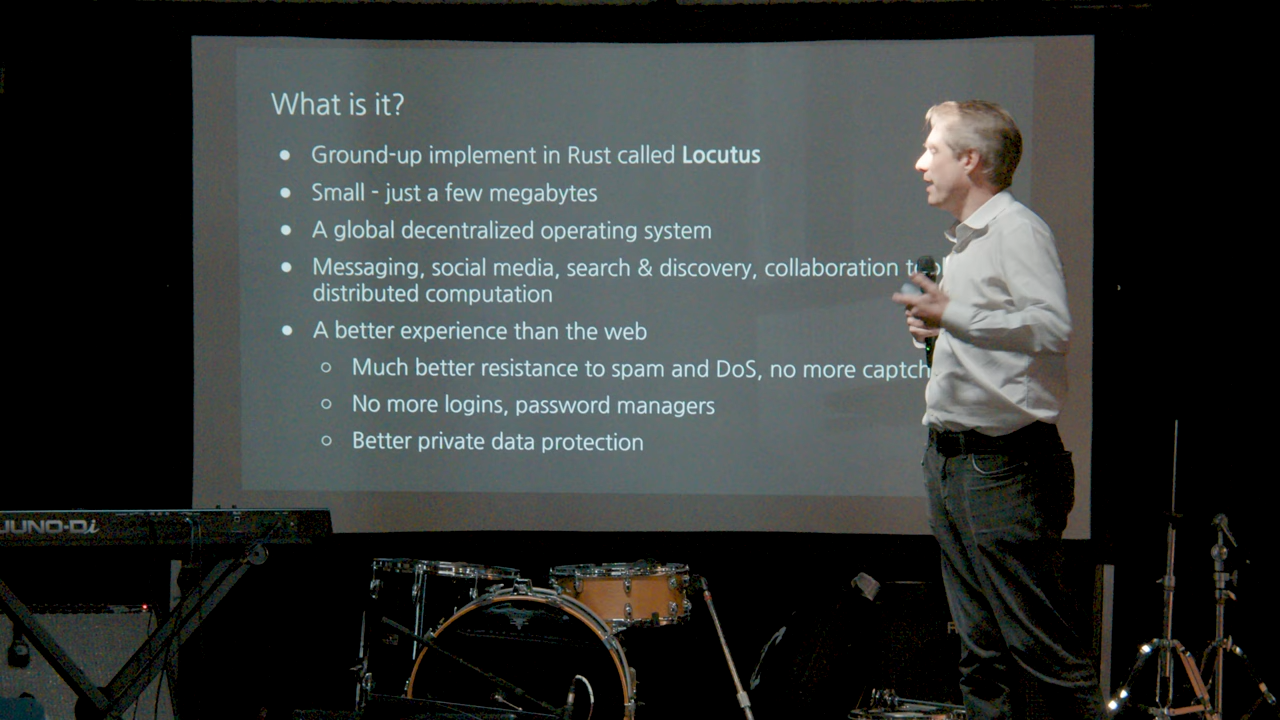 What is it?
Ground-up implement in Rust called Locutus
Small - just a few megabytes
A global decentralized operating system
Messaging, social media, search & discovery, collaboration
distributed computation
A better experience than the web
Much better resistance to spam and DoS, no more
No more logins, password managers
Better private data protection
JUNO-Di